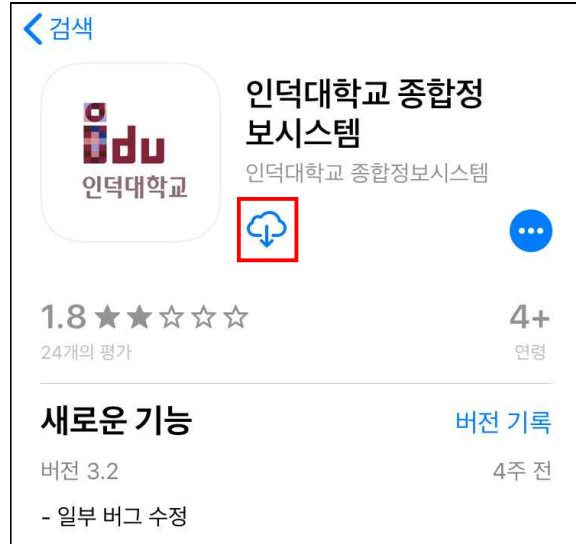 검색
인덕대학교 종합정
보시스템
인덕대학교 종합정보시스템
idu
인덕대학교
1.8 ★★☆☆☆
4+
24개의 평가
연령
새로운 기능
버전 기록
버전 3.2
4주 전
- 일부 버그 수정